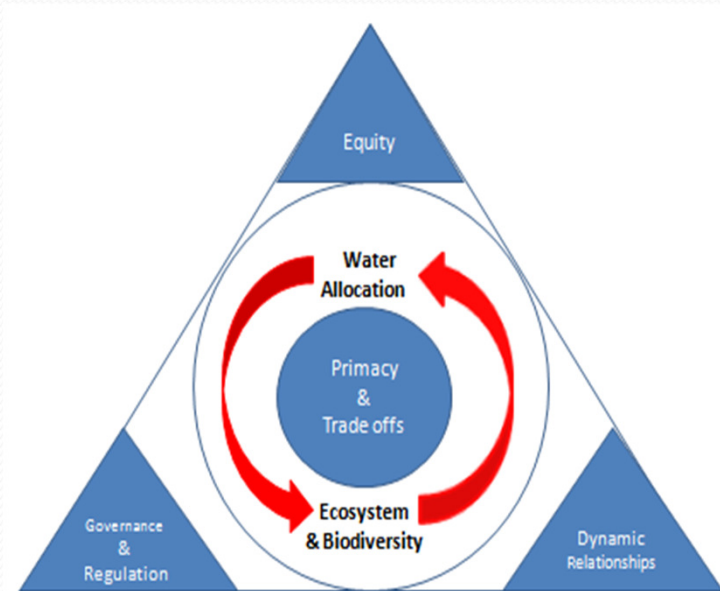 Equity
Water
Allocation
Primacy
&
Trade offs
Ecosystem
& Biodiversity
Governance
&
Regulation
Dynamic
Relationships